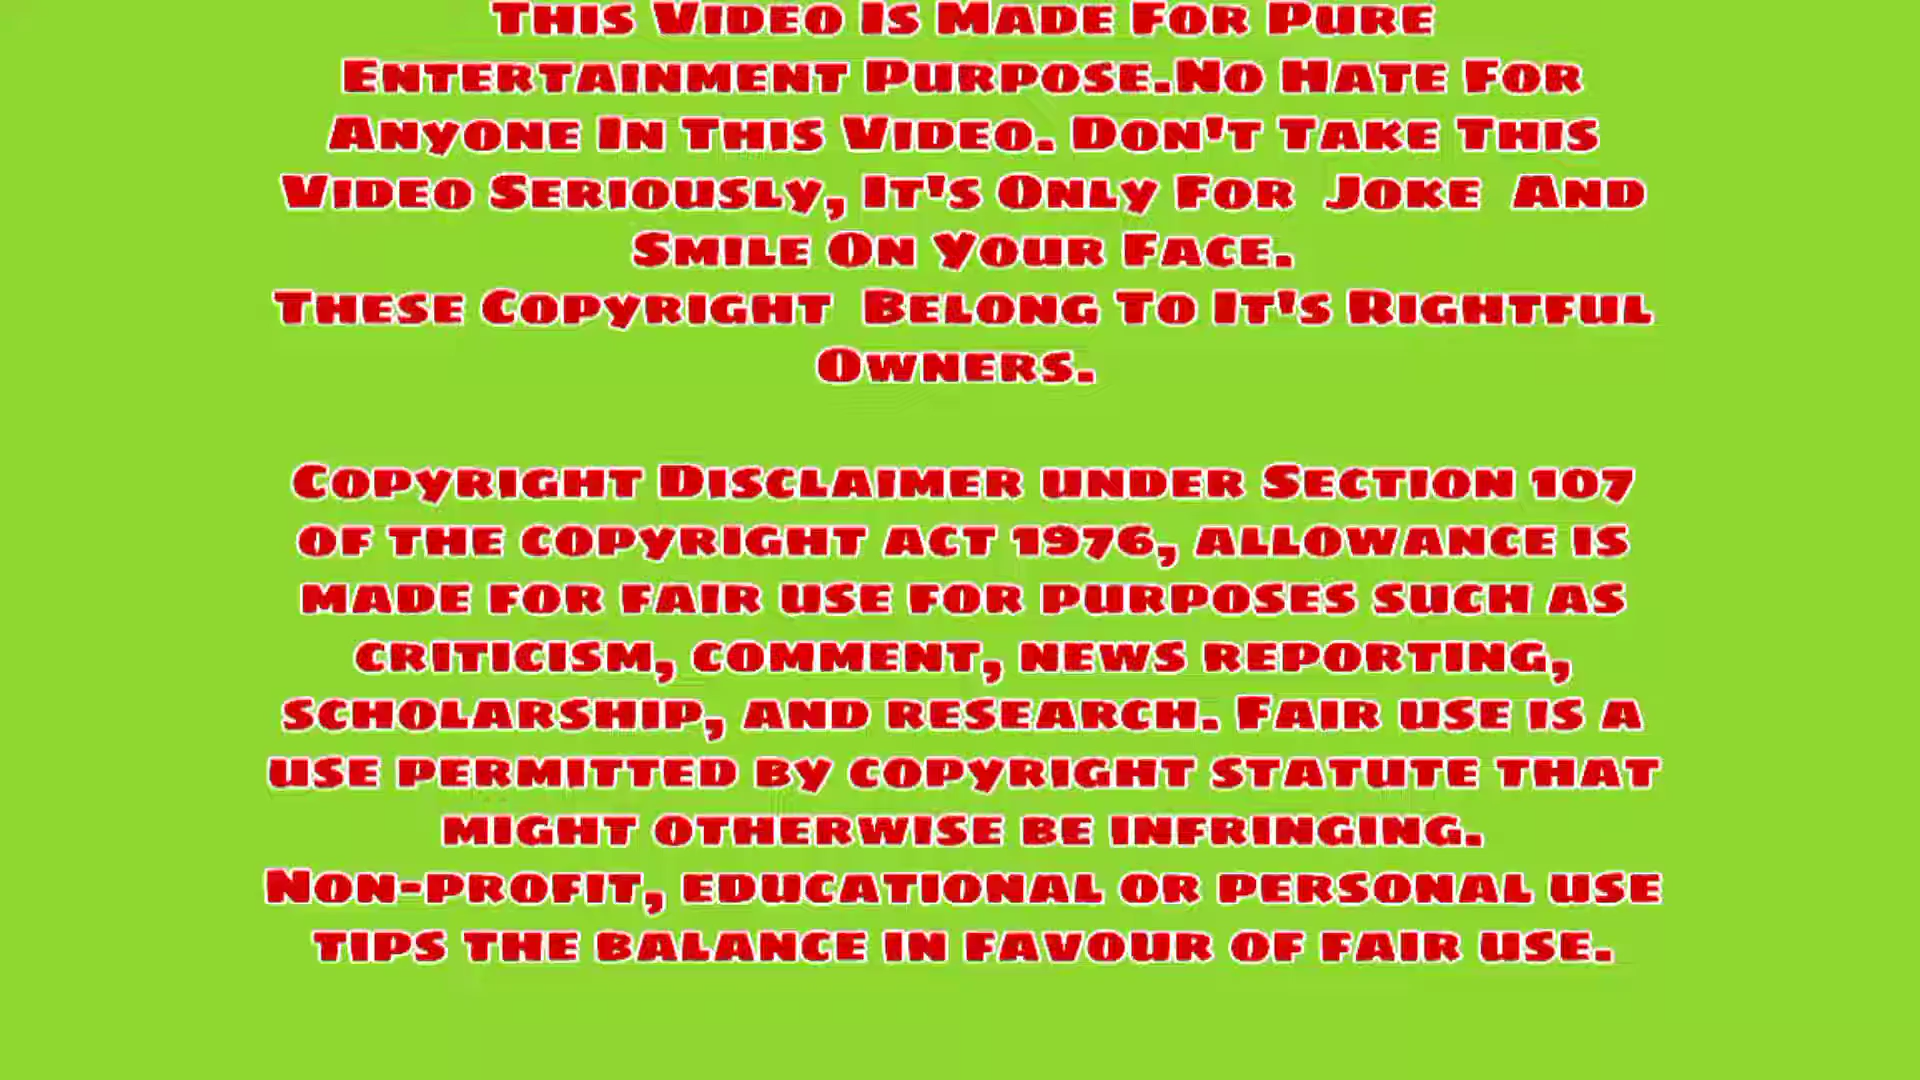 This Video Is Made For Pure
Entertainment Purpose.No Hate For
Anyone In This Video. Don't Take This
Video Seriously, It's Only For Joke And
Smile On Your Face.
These Copyright Belong To It's Rightful
Owners.
Copyright Disclaimer under Section 107
of the copyright act 1976, allowance is
made for fair use for purposes such as
criticism, comment, news reporting,
scholarship, and research. Fair use is a
use permitted by copyright statute that
might otherwise be infringing.
Non-profit, educational or personal use
tips the balance in favour of fair use.